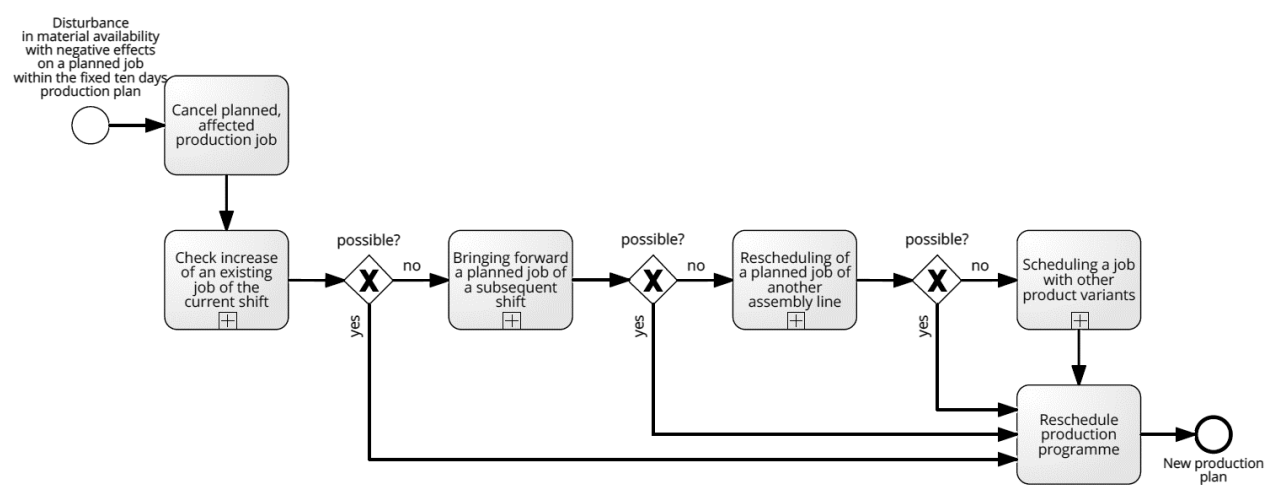 Disturbance
in material availability
with negative effects
on a planned job
within the fixed ten days
production plan
Cancel planned,
affected
production job
Check increase
of an existing
job of the
current shift
possible?
no
yes
Bringing forward
a planned job of
a subsequent
shift
possible?
no
yes
Rescheduling of
a planned job of
another
assembly line
possible?
no
yes
Scheduling a job
with other
product variants
Reschedule
production
programme
New production
plan